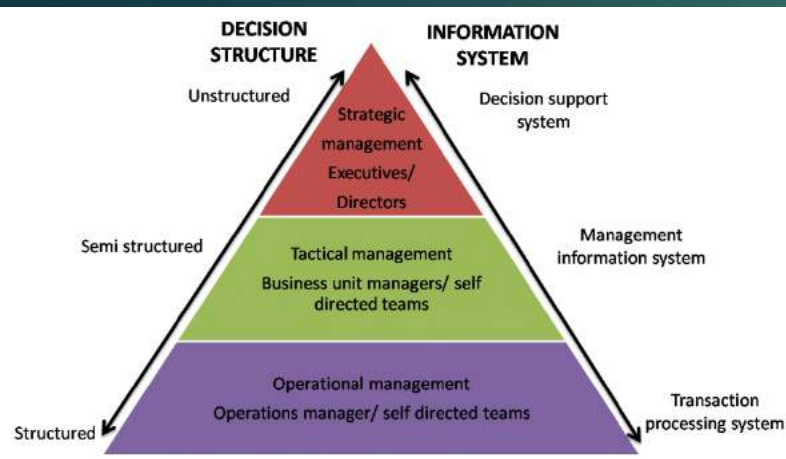 DECISION
STRUCTURE
INFORMATION
SYSTEM
Unstructured
Decision support
system
Strategic
management
Executives/
Directors
Semi structured
Management
information system
Tactical management
Business unit managers/ self
directed teams
Operational management
Operations manager/ self directed teams
Structured
Transaction
processing system